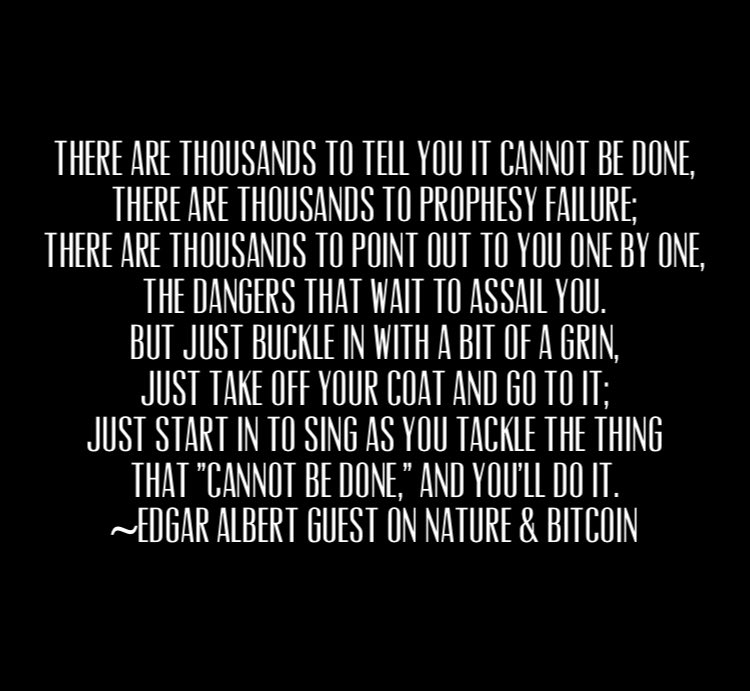 THERE ARE THOUSANDS TO TELL YOU IT CANNOT BE DONE,
THERE ARE THOUSANDS TO PROPHESY FAILURE;
THERE ARE THOUSANDS TO POINT OUT TO YOU ONE BY ONE,
THE DANGERS THAT WAIT TO ASSAIL YOU.
BUT JUST BUCKLE IN WITH A BIT OF A GRIN,
JUST TAKE OFF YOUR COAT AND GO TO IT;
JUST START IN TO SING AS YOU TACKLE THE THING
THAT ”CANNOT BE DONE,” AND YOU’LL DO IT.
~EDGAR ALBERT GUEST ON NATURE & BITCOIN